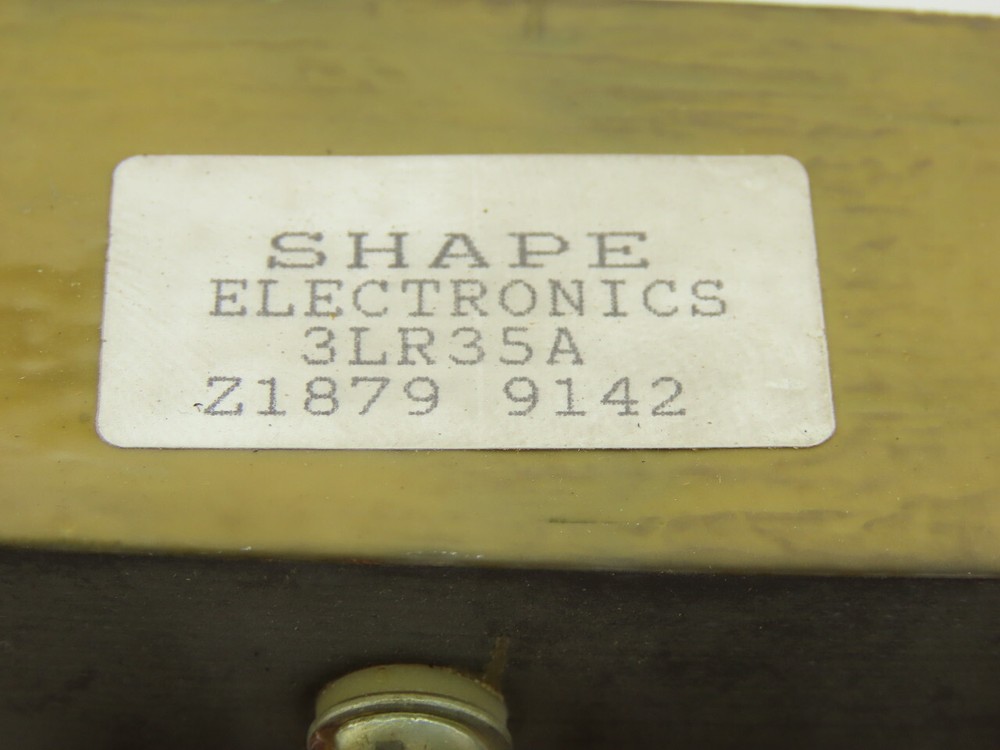 SHAPE
ELECTRONICS
3LR35A
Z1879 9142